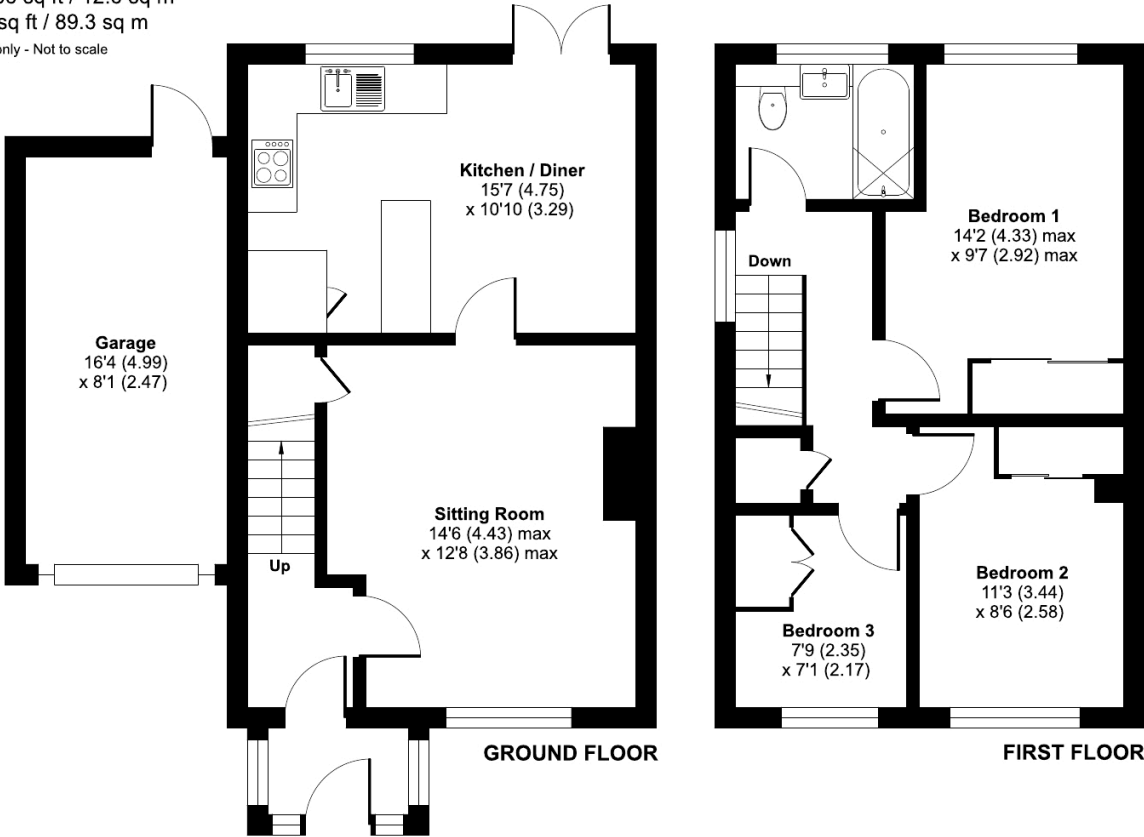 sq ft / 89.3 sq m
only - Not to scale
Kitchen / Diner
15'7 (4.75)
x 10'10 (3.29)
Garage
16'4 (4.99)
x 8'1 (2.47)
Sitting Room
14'6 (4.43) max
x 12'8 (3.86) max
Up
GROUND FLOOR
Bedroom 1
14'2 (4.33) max
x 9'7 (2.92) max
Down
Bedroom 2
11'3 (3.44)
x 8'6 (2.58)
Bedroom 3
7'9 (2.35)
x 7'1 (2.17)
FIRST FLOOR